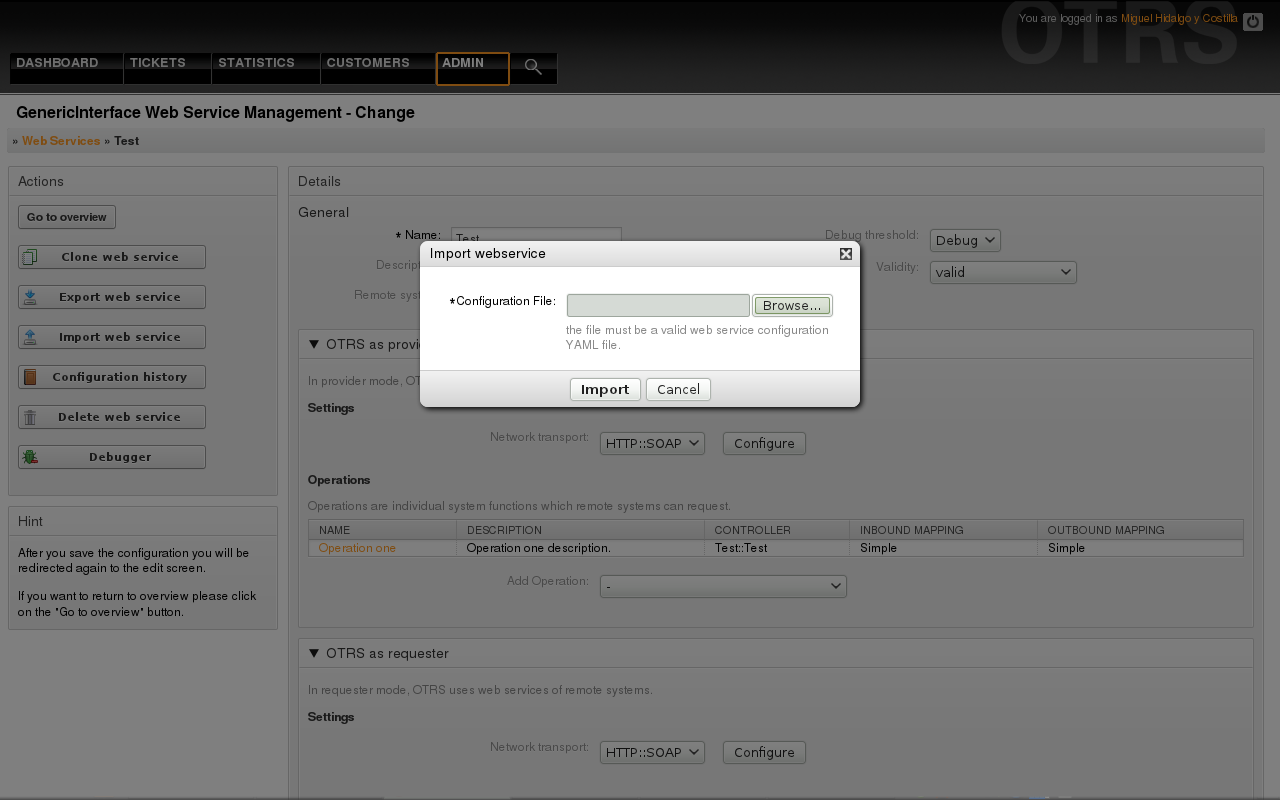 OTRS
You are logged in as Miguel Hidalgo y Costilla
DASHBOARD TICKETS STATISTICS CUSTOMERS ADMIN
GenericInterface Web Service Management - Change
» Web Services » Test
Actions
Go to overview
Clone web service
Export web service
Import web service
Configuration history
Delete web service
Debugger
Hint
After you save the configuration you will be
redirected again to the edit screen.
If you want to return to overview please click
on the "Go to overview" button.
Details
General
* Name: Test
Debug threshold: Debug
Validity: valid
Remote
Import webservice
*Configuration File: Browse...
the file must be a valid web service configuration
YAML file.
Import Cancel
OTRS as
In provider mode,
Settings
Network transport: HTTP::SOAP Configure
Operations
Operations are individual system functions which remote systems can request.
NAME DESCRIPTION CONTROLLER INBOUND MAPPING OUTBOUND MAPPING
Operation one Operation one description. Test::Test Simple Simple
Add Operation: -
OTRS as requester
In requester mode, OTRS uses web services of remote systems.
Settings
Network transport: HTTP::SOAP Configure